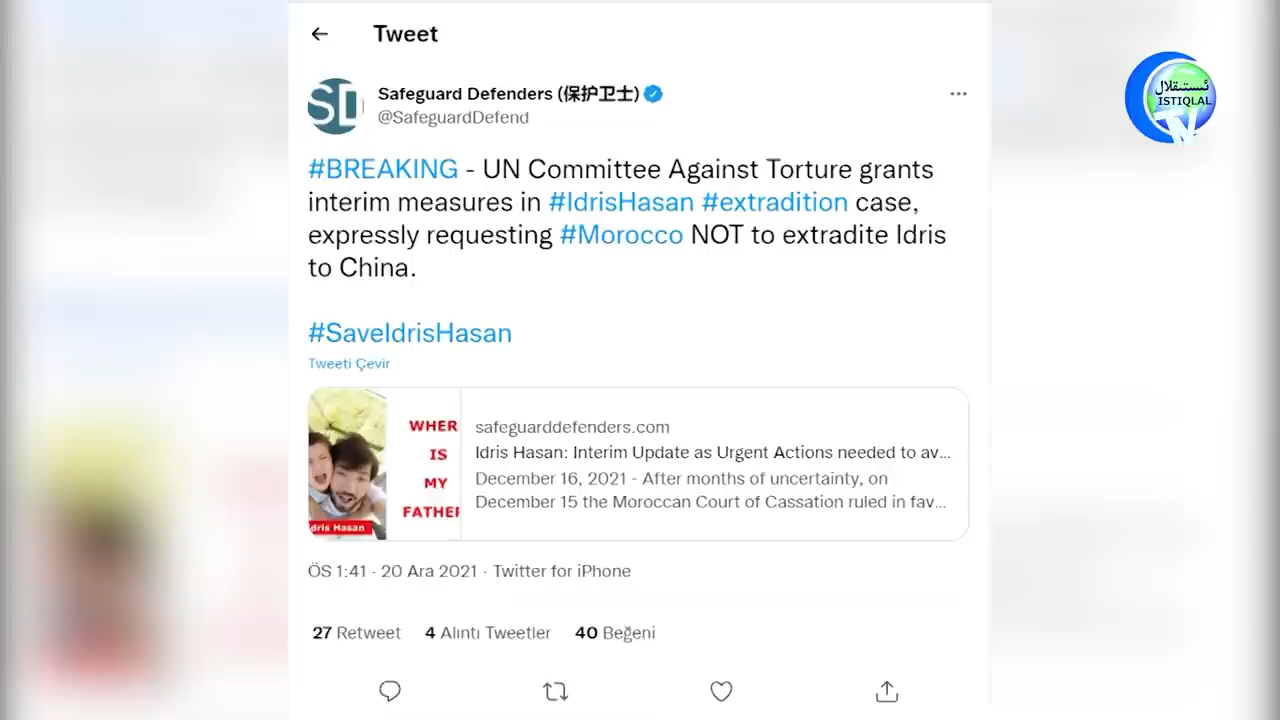 Tweet
Safeguard Defenders (保护卫士)
@SafeguardDefend
#BREAKING - UN Committee Against Torture grants
interim measures in #IdrisHasan #extradition case,
expressly requesting #Morocco NOT to extradite Idris
to China.
#SaveIdrisHasan
Tweeti Çevir
WHER
IS
MY
FATHER
dris Hasan
safeguarddefenders.com
Idris Hasan: Interim Update as Urgent Actions needed to av...
December 16, 2021 - After months of uncertainty, on
December 15 the Moroccan Court of Cassation ruled in fav...
ÖS 1:41 · 20 Ara 2021 · Twitter for iPhone
27 Retweet 4 Alıntı Tweetler 40 Beğeni
SD
ئىستىقلال
ISTIQLAL
TV